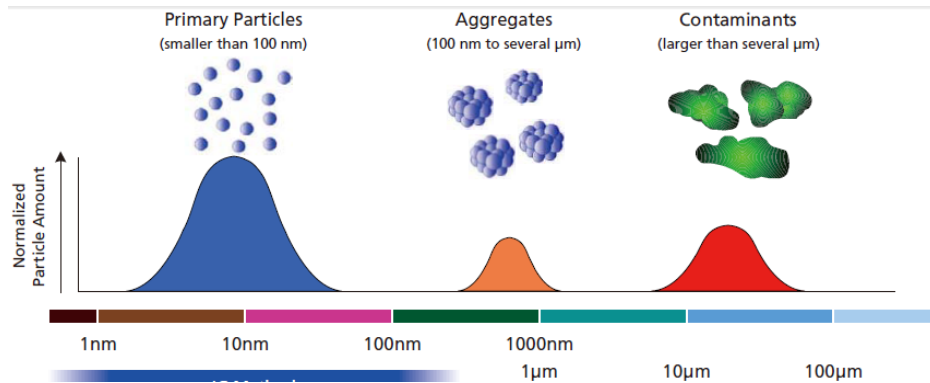 Primary Particles
(smaller than 100 nm)
Aggregates
(100 nm to several µm)
Contaminants
(larger than several µm)
Normalized
Particle Amount
1nm
10nm
100nm
1000nm
1µm
10µm
100µm